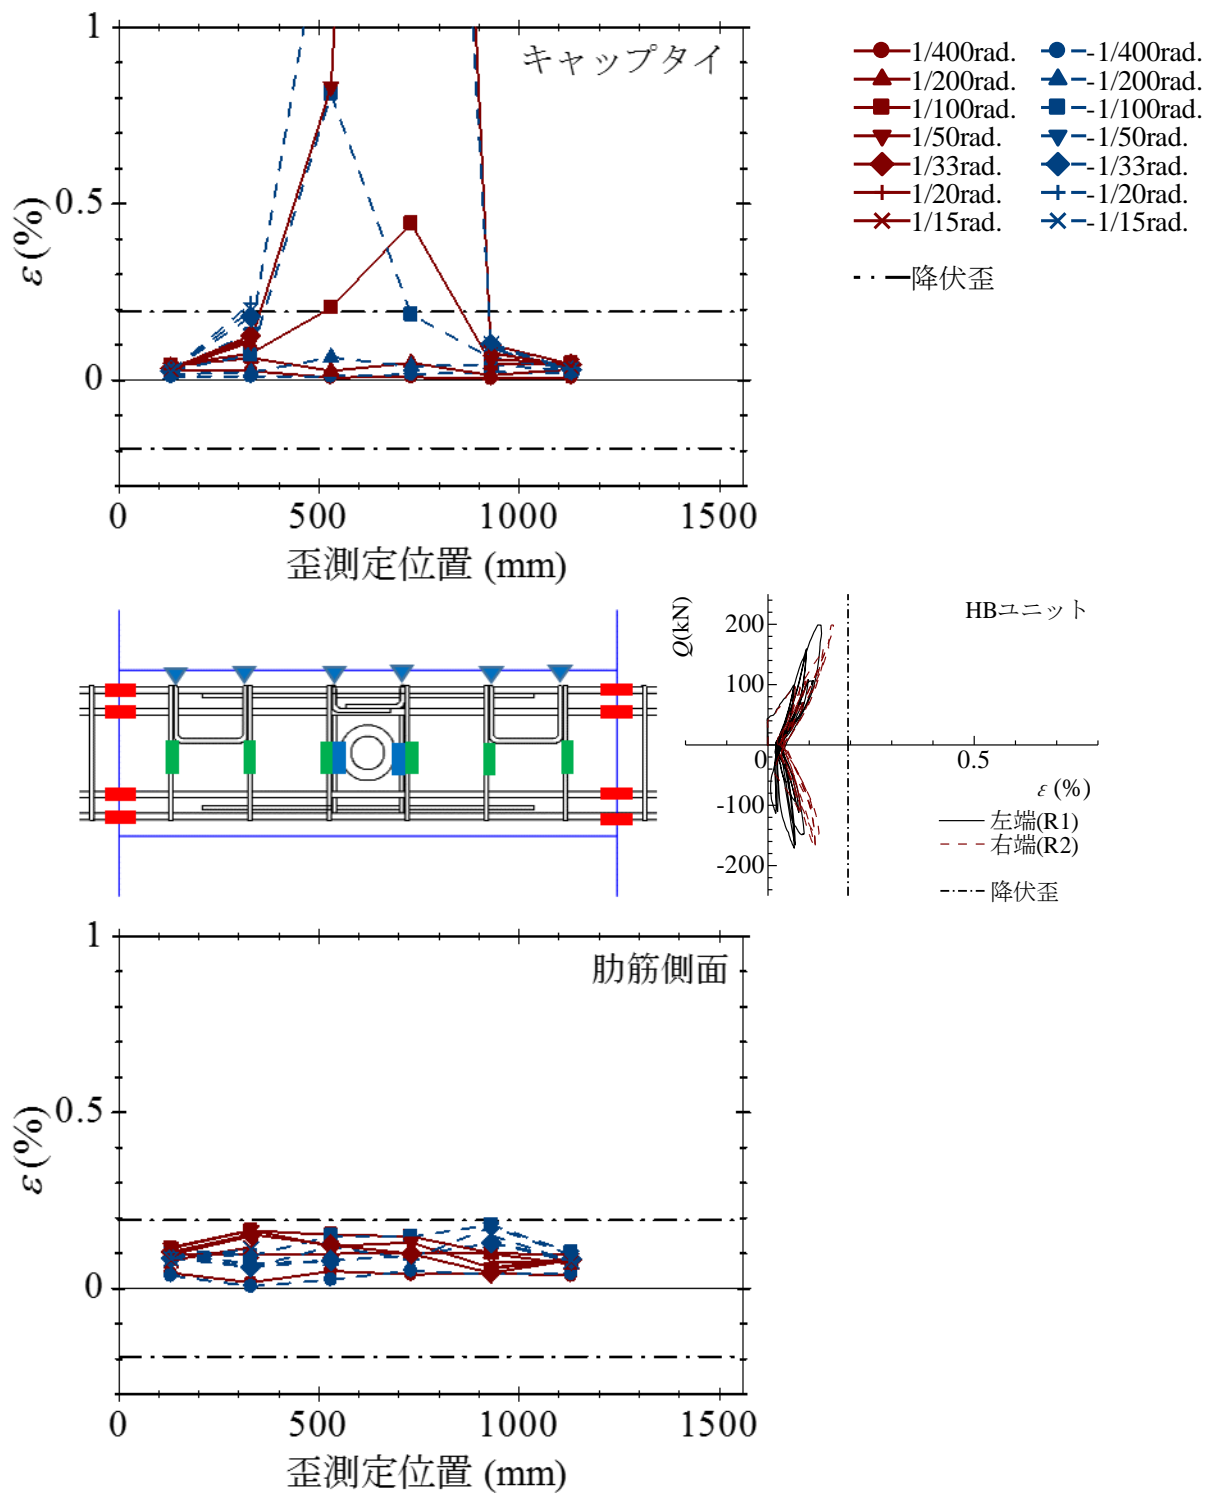 キャップタイ
1
0.5
0
ε (%)
0
500
1000
1500
歪測定位置 (mm)
1/400rad.
-1/400rad.
1/200rad.
-1/200rad.
1/100rad.
-1/100rad.
1/50rad.
-1/50rad.
1/33rad.
-1/33rad.
1/20rad.
-1/20rad.
1/15rad.
-1/15rad.
降伏歪
HBユニット
Q(kN)
200
100
0
-100
-200
0.5
ε (%)
左端(R1)
右端(R2)
降伏歪
肋筋側面
1
0.5
0
ε (%)
0
500
1000
1500
歪測定位置 (mm)